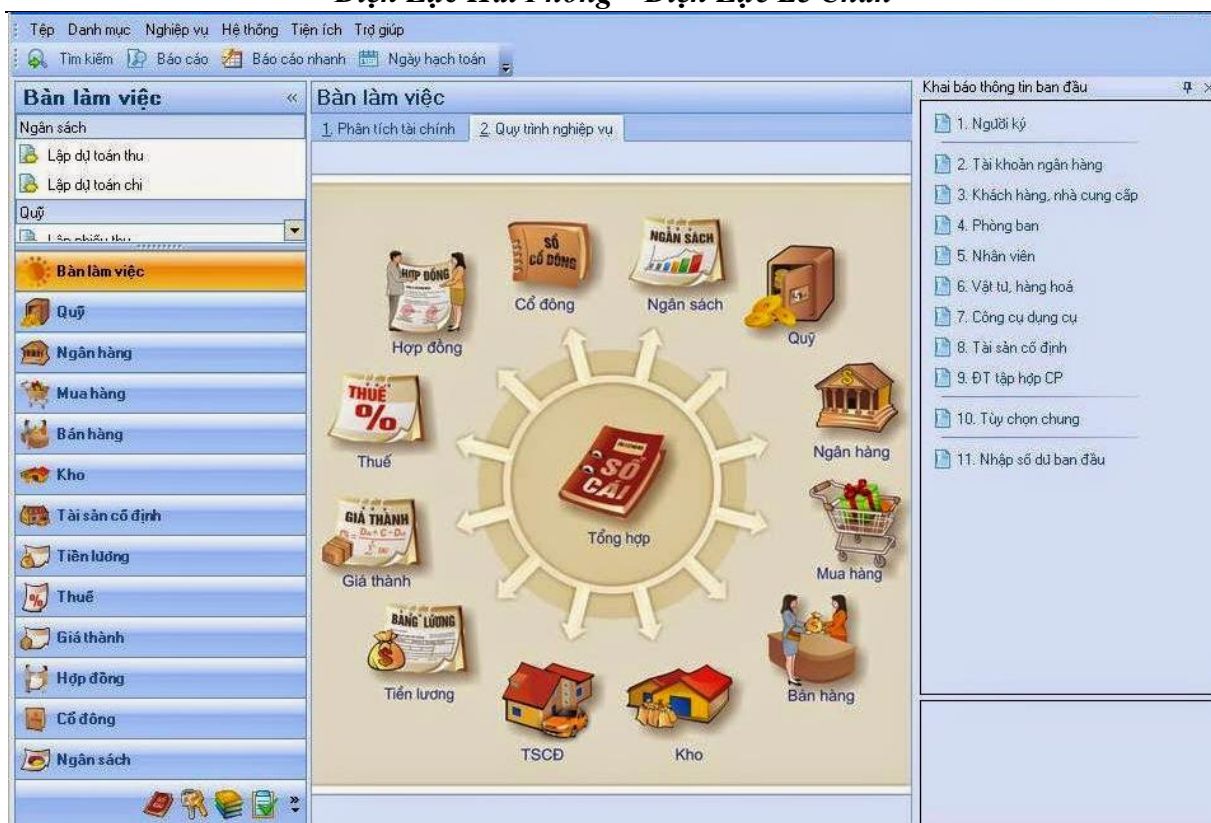 Tệp Danh mục Nghiệp vụ Hệ thống Tiện ích Trợ giúp
Tìm kiếm Báo cáo Báo cáo nhanh Ngày hạch toán
Bàn làm việc
Ngân sách
Lập dự toán thu
Lập dự toán chi
Quỹ
Lập phiếu thu
Bàn làm việc
Quỹ
Ngân hàng
Mua hàng
Bán hàng
Kho
Tài sản cố định
Tiền lương
Thuế
Giá thành
Hợp đồng
Cổ đông
Ngân sách
Bàn làm việc
1. Phân tích tài chính 2. Quy trình nghiệp vụ
HỢP ĐỒNG
Hợp đồng
SỔ
CỔ ĐÔNG
Cổ đông
NGÂN SÁCH
Ngân sách
Quỹ
THUẾ
%
Thuế
Ngân hàng
SỔ
CÁI
Tổng hợp
GIÁ THÀNH
Giá thành
Mua hàng
BẢNG LƯƠNG
Tiền lương
TSCĐ
Kho
Bán hàng
Khai báo thông tin ban đầu
1. Người ký
2. Tài khoản ngân hàng
3. Khách hàng, nhà cung cấp
4. Phòng ban
5. Nhân viên
6. Vật tư, hàng hoá
7. Công cụ dụng cụ
8. Tài sản cố định
9. ĐT tập hợp CP
10. Tùy chọn chung
11. Nhập số dư ban đầu